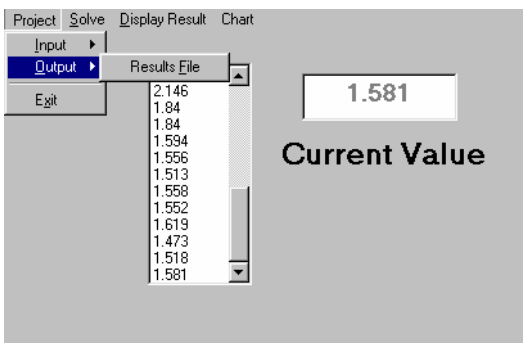 Project Solve Display Result Chart
Input
Output
Results File
Exit
2.146
1.84
1.84
1.594
1.556
1.513
1.558
1.552
1.619
1.473
1.518
1.581
1.581
Current Value